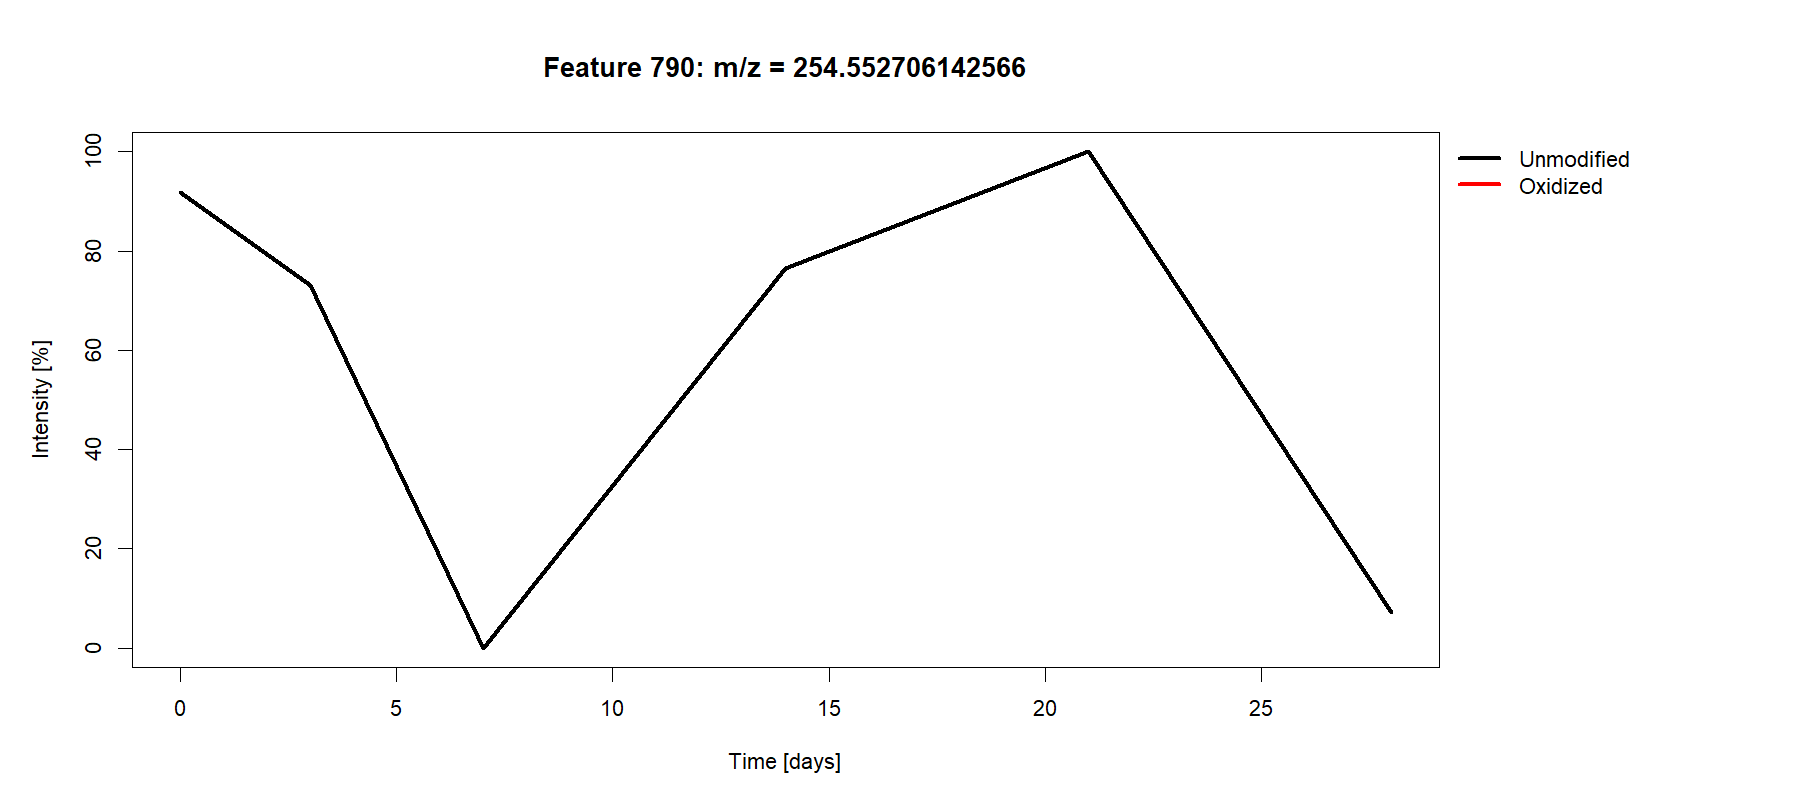 Feature 790: m/z = 254.552706142566
Unmodified
Oxidized
Intensity [%]
100
80
60
40
20
0
0 5 10 15 20 25
Time [days]